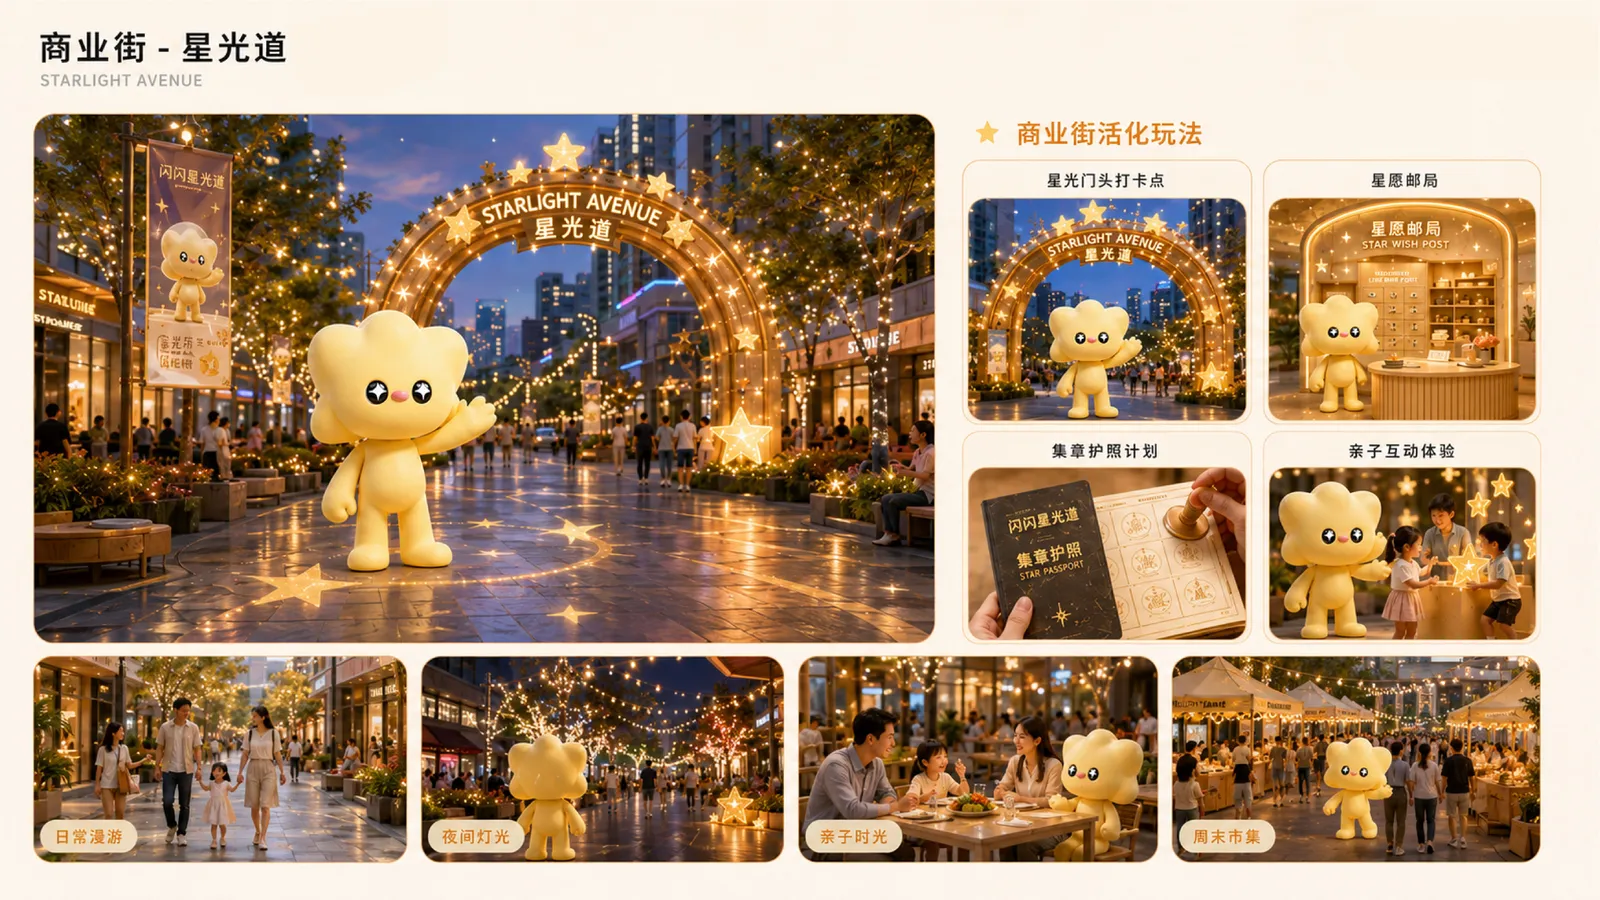 商业街 - 星光道
STARLIGHT AVENUE
闪闪星光道
STARLIGHT AVENUE
星光道
商业街活化玩法
星光门头打卡点
STARLIGHT AVENUE
星光道
星愿邮局
星愿邮局
STAR WISH POST
集章护照计划
闪闪星光道
集章护照
STAR PASSPORT
亲子互动体验
日常漫游
夜间灯光
亲子时光
周末市集